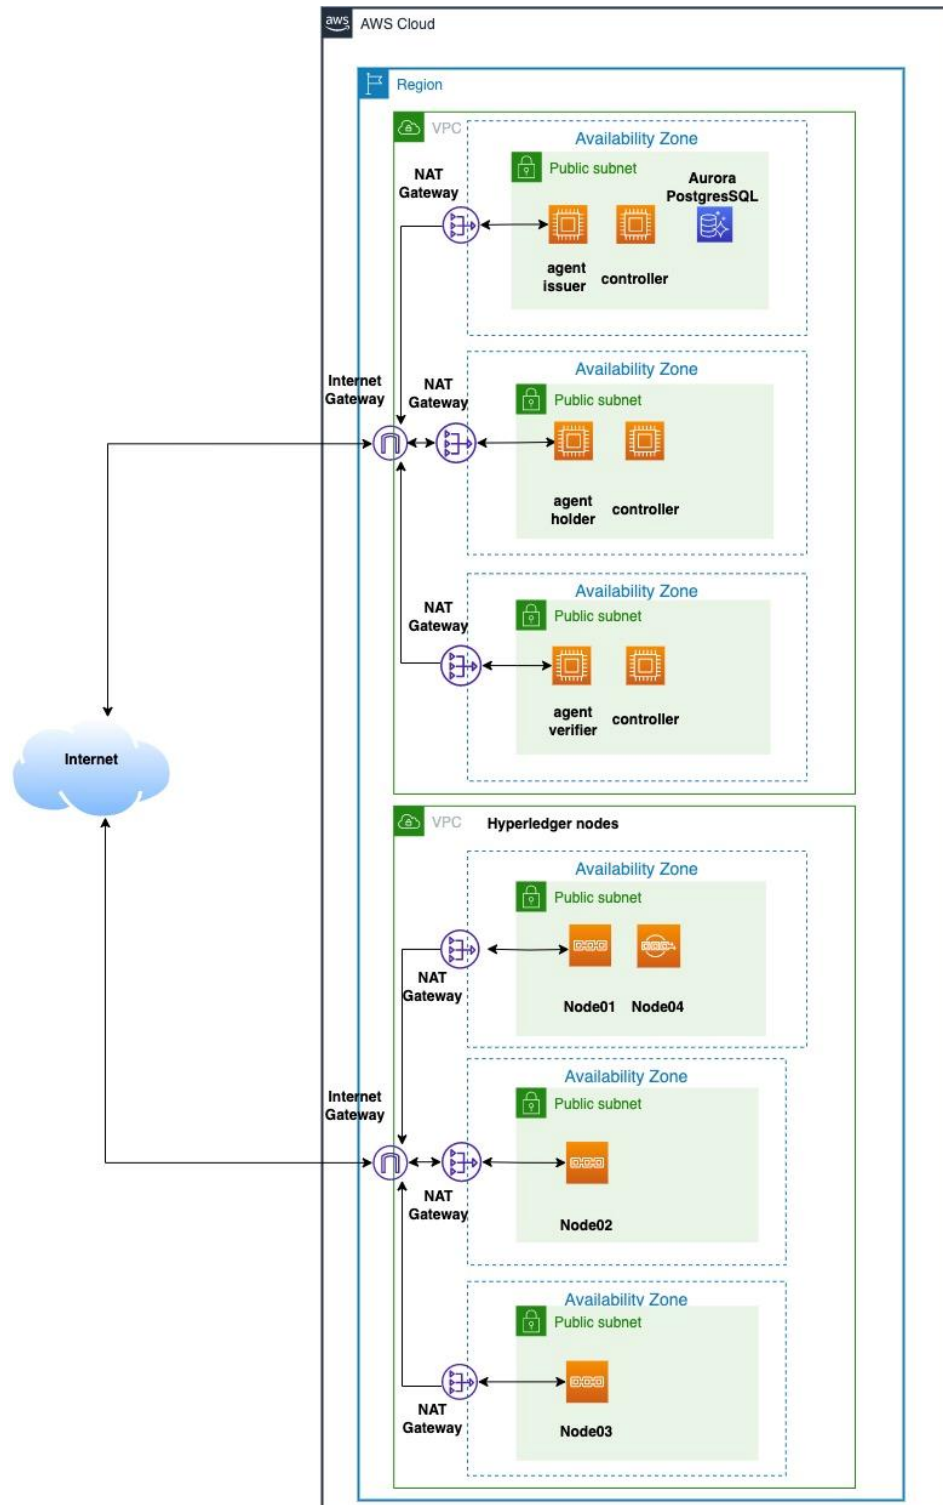 aws
AWS Cloud
Region
VPC
Availability Zone
NAT
Gateway
Public subnet
Aurora
PostgresSQL
agent
issuer
controller
Availability Zone
Internet
Gateway
NAT
Gateway
Public subnet
agent
holder
controller
Availability Zone
NAT
Gateway
Public subnet
agent
verifier
controller
Internet
VPC
Hyperledger nodes
Availability Zone
Public subnet
NAT
Gateway
Node01
Node04
Availability Zone
Internet
Gateway
Public subnet
NAT
Gateway
Node02
Availability Zone
Public subnet
NAT
Gateway
Node03